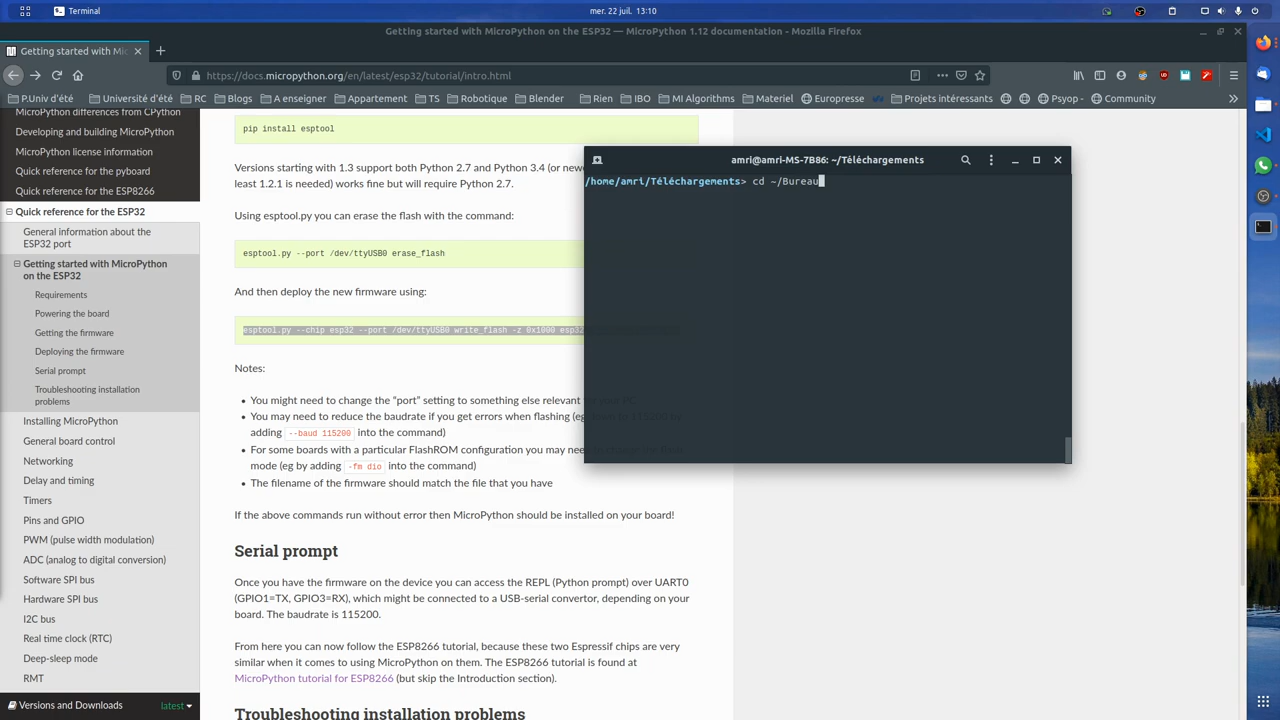 Terminal
mer. 22 juil. 13:10
Getting started with MicroPython on the ESP32 — MicroPython 1.12 documentation - Mozilla Firefox
Getting started with Mic
https://docs.micropython.org/en/latest/esp32/tutorial/intro.html
P.Univ d'été
Université d'été
RC
Blogs
A enseigner
Appartement
TS
Robotique
Blender
Rien
IBO
MI Algorithms
Materiel
Europresse
Projets intéressants
Psyop -
Community
MicroPython differences from CPython
Developing and building MicroPython
MicroPython license information
Quick reference for the pyboard
Quick reference for the ESP8266
Quick reference for the ESP32
General information about the
ESP32 port
Getting started with MicroPython
on the ESP32
Requirements
Powering the board
Getting the firmware
Deploying the firmware
Serial prompt
Troubleshooting installation
problems
Installing MicroPython
General board control
Networking
Delay and timing
Timers
Pins and GPIO
PWM (pulse width modulation)
ADC (analog to digital conversion)
Software SPI bus
Hardware SPI bus
I2C bus
Real time clock (RTC)
Deep-sleep mode
RMT
Versions and Downloads
latest
pip install esptool
Versions starting with 1.3 support both Python 2.7 and Python 3.4 (or
least 1.2.1 is needed) works fine but will require Python 2.7.
Using esptool.py you can erase the flash with the command:
esptool.py --port /dev/ttyUSB0 erase_flash
And then deploy the new firmware using:
esptool.py --chip esp32 --port /dev/ttyUSB0 write_flash -z 0x1000 esp32
Notes:
You might need to change the "port" setting to something else relevant for your PC
You may need to reduce the baudrate if you get errors when flashing (eg down to 115200 by
adding --baud 115200 into the command)
For some boards with a particular FlashROM configuration you may need to change the flash
mode (eg by adding -fm dio into the command)
The filename of the firmware should match the file that you have
If the above commands run without error then MicroPython should be installed on your board!
Serial prompt
Once you have the firmware on the device you can access the REPL (Python prompt) over UART0
(GPIO1=TX, GPIO3=RX), which might be connected to a USB-serial convertor, depending on your
board. The baudrate is 115200.
From here you can now follow the ESP8266 tutorial, because these two Espressif chips are very
similar when it comes to using MicroPython on them. The ESP8266 tutorial is found at
MicroPython tutorial for ESP8266 (but skip the Introduction section).
Troubleshooting installation problems
amri@amri-MS-7B86: ~/Téléchargements
/home/amri/Téléchargements> cd ~/Bureau